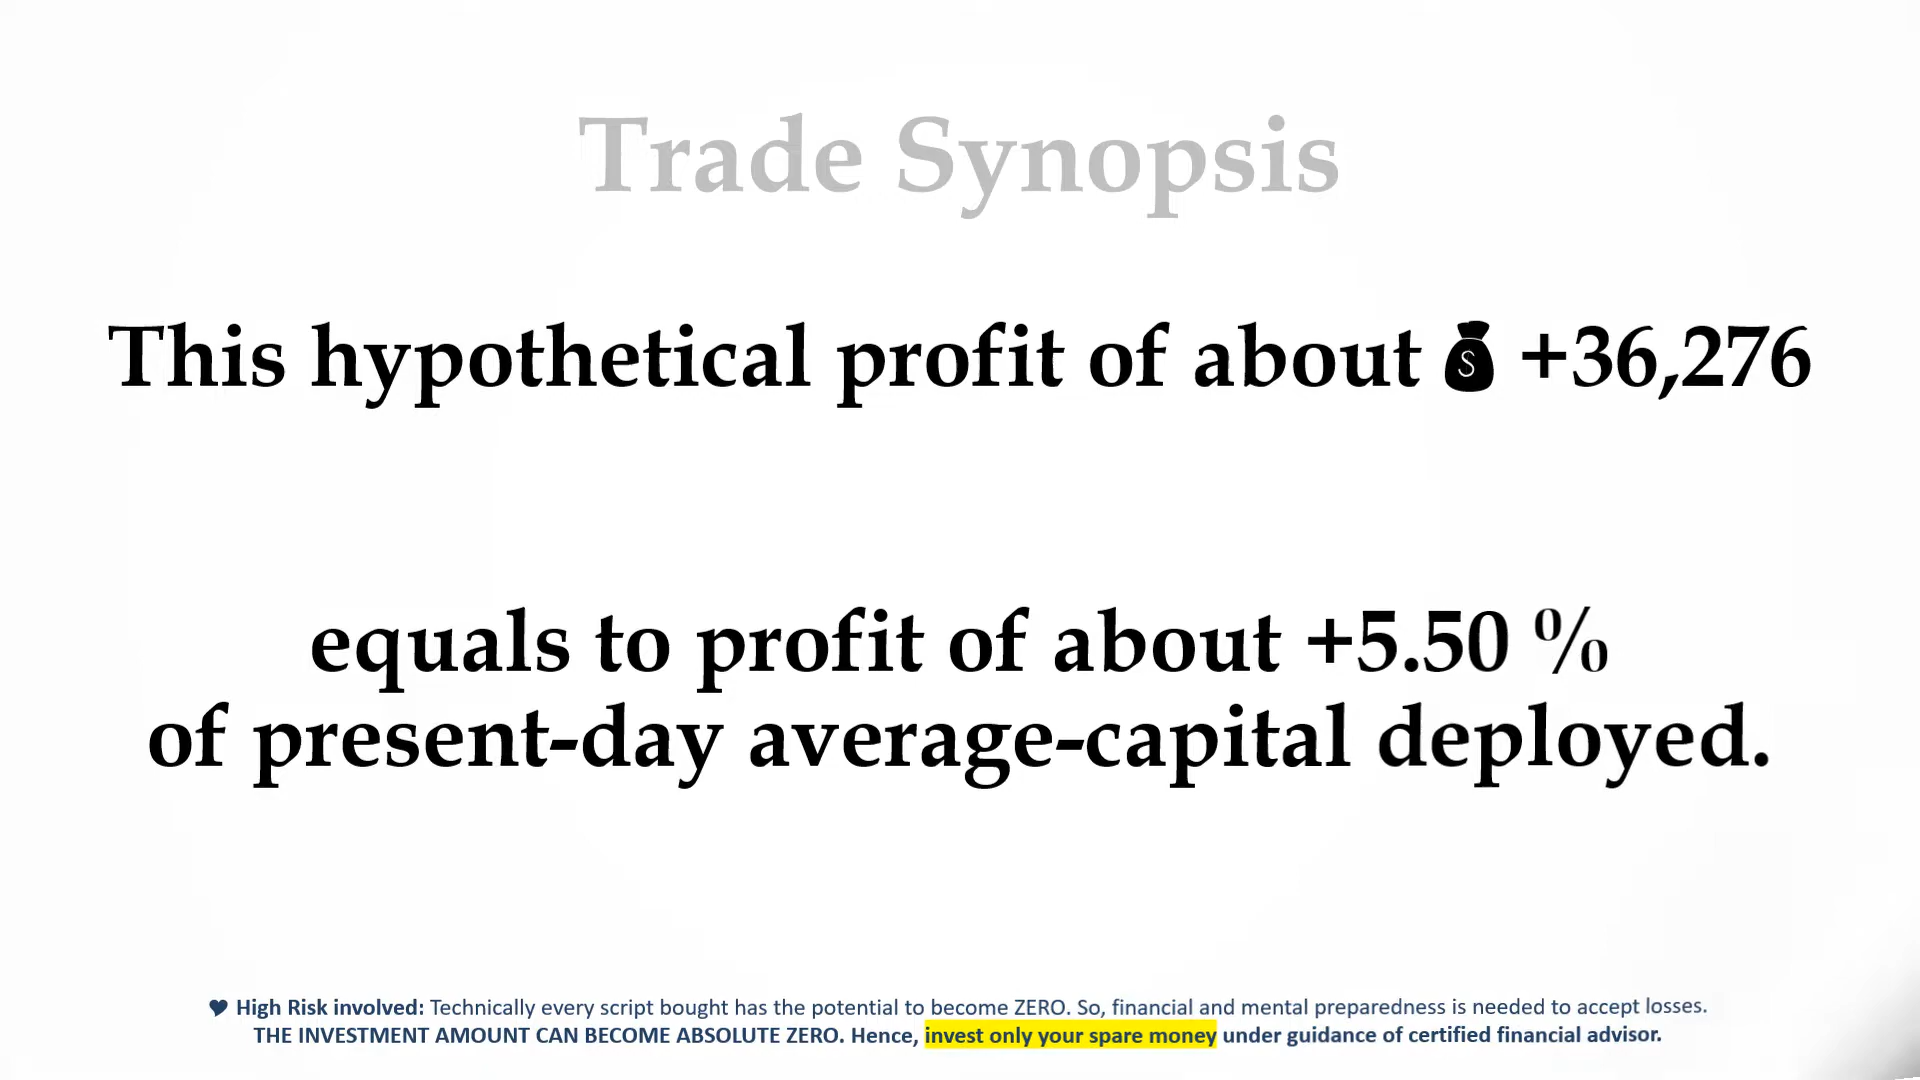 Trade Synopsis
This hypothetical profit of about 💰 +36,276
equals to profit of about +5.50 %
of present-day average-capital deployed.
♥ High Risk involved: Technically every script bought has the potential to become ZERO. So, financial and mental preparedness is needed to accept losses.
THE INVESTMENT AMOUNT CAN BECOME ABSOLUTE ZERO. Hence, invest only your spare money under guidance of certified financial advisor.